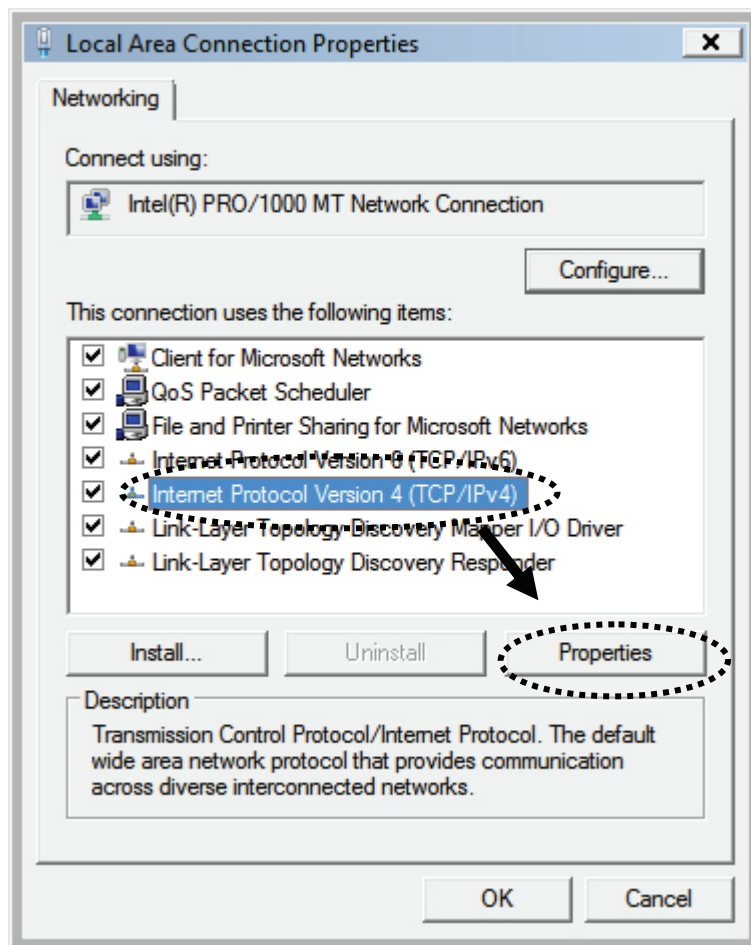 Local Area Connection Properties
Networking
Connect using:
Intel(R) PRO/1000 MT Network Connection
Configure...
This connection uses the following items:
Client for Microsoft Networks
QoS Packet Scheduler
File and Printer Sharing for Microsoft Networks
Internet Protocol Version 6 (TCP/IPv6)
Internet Protocol Version 4 (TCP/IPv4)
Link-Layer Topology Discovery Mapper I/O Driver
Link-Layer Topology Discovery Responder
Install... Uninstall Properties
Description
Transmission Control Protocol/Internet Protocol. The default
wide area network protocol that provides communication
across diverse interconnected networks.
OK Cancel